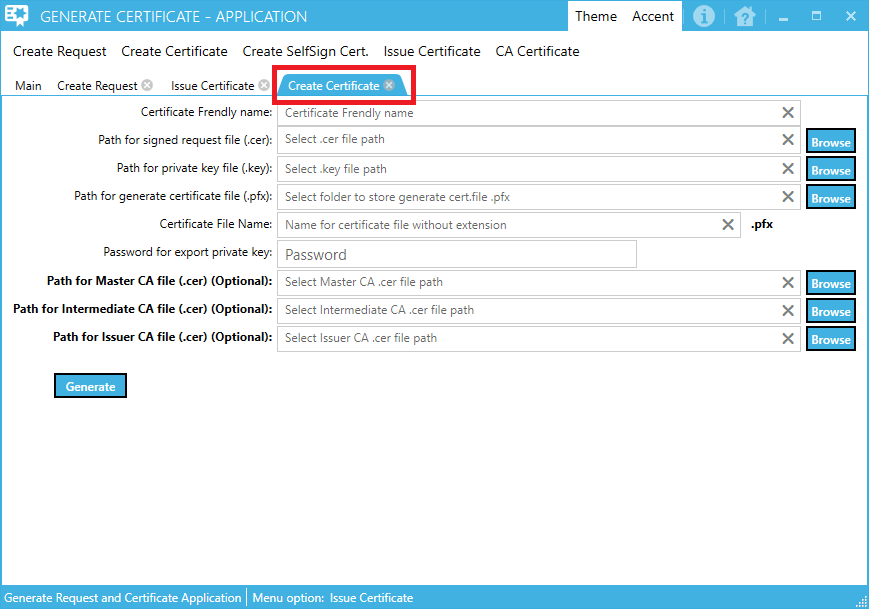 GENERATE CERTIFICATE - APPLICATION Theme Accent
Create Request Create Certificate Create SelfSign Cert. Issue Certificate CA Certificate
Main Create Request Issue Certificate Create Certificate
Certificate Frendly name: Certificate Frendly name
Path for signed request file (.cer): Select .cer file path Browse
Path for private key file (.key): Select .key file path Browse
Path for generate certificate file (.pfx): Select folder to store generate cert.file .pfx Browse
Certificate File Name: Name for certificate file without extension .pfx
Password for export private key: Password
Path for Master CA file (.cer) (Optional): Select Master CA .cer file path Browse
Path for Intermediate CA file (.cer) (Optional): Select Intermediate CA .cer file path Browse
Path for Issuer CA file (.cer) (Optional): Select Issuer CA .cer file path Browse
Generate
Generate Request and Certificate Application Menu option: Issue Certificate